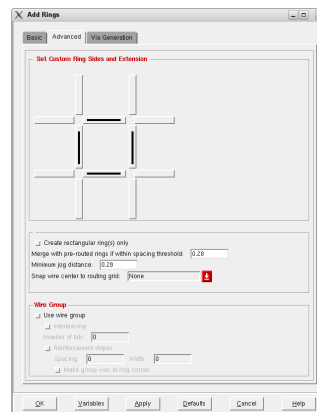 Add Rings
Basic Advanced Via Generation
Set Custom Ring Sides and Extension
Create rectangular ring(s) only
Merge with pre-routed rings if within spacing threshold: 0.28
Minimum jog distance: 0.28
Snap wire center to routing grid: None
Wire Group
Use wire group
Interleaving
Number of bits: 0
Reinforcement stripes:
Spacing: 0 Width: 0
Make group vias at ring corner
OK Variables Apply Defaults Cancel Help